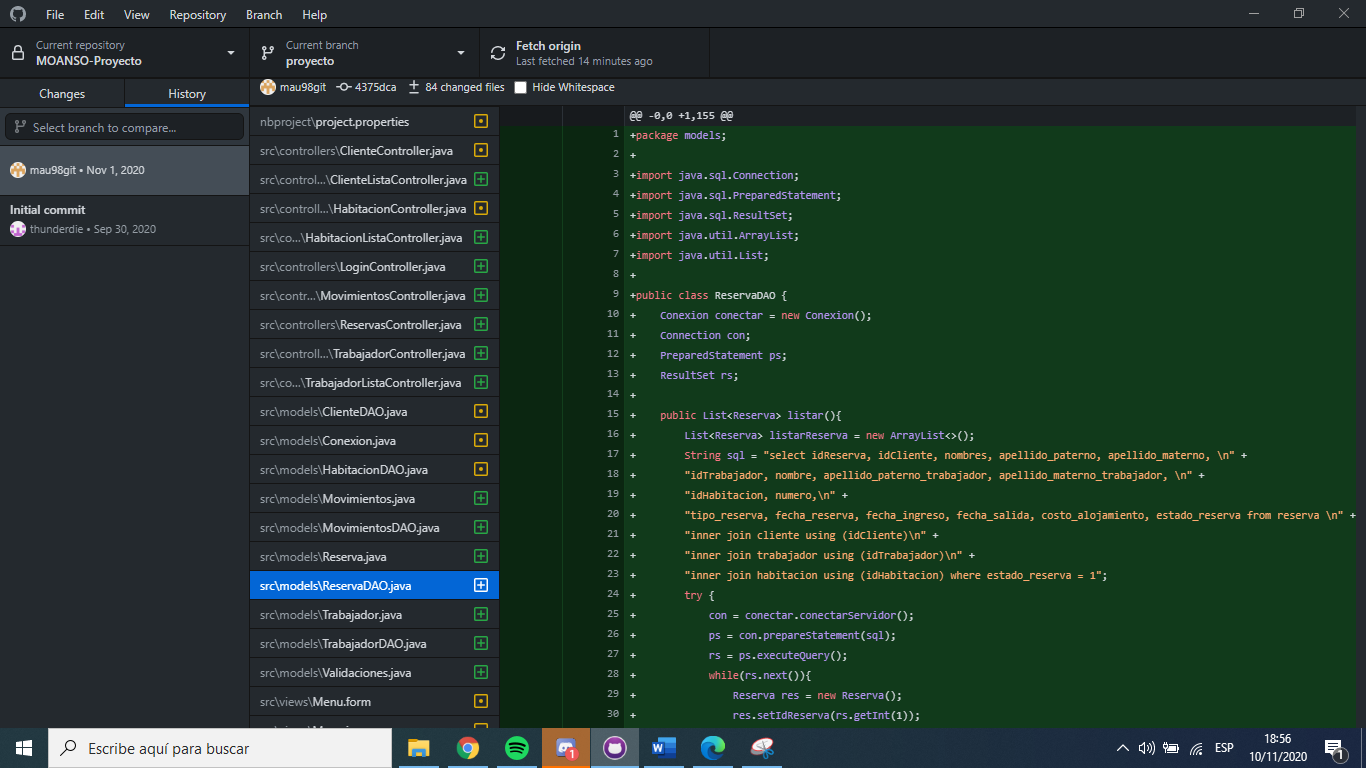 File Edit View Repository Branch Help
Current repository
MOANSO-Proyecto
Current branch
proyecto
Fetch origin
Last fetched 14 minutes ago
Changes History
Select branch to compare...
mau98git • Nov 1, 2020
Initial commit
thunderdie • Sep 30, 2020
mau98git 4375dca 84 changed files Hide Whitespace
nbproject\project.properties
src\controllers\ClienteController.java
src\control...\ClienteListaController.java
src\controll...\HabitacionController.java
src\co...\HabitacionListaController.java
src\controllers\LoginController.java
src\contr...\MovimientosController.java
src\controllers\ReservasController.java
src\controll...\TrabajadorController.java
src\co...\TrabajadorListaController.java
src\models\ClienteDAO.java
src\models\Conexion.java
src\models\HabitacionDAO.java
src\models\Movimientos.java
src\models\MovimientosDAO.java
src\models\Reserva.java
src\models\ReservaDAO.java
src\models\Trabajador.java
src\models\TrabajadorDAO.java
src\models\Validaciones.java
src\views\Menu.form
@@ -0,0 +1,155 @@
1 +package models;
2 +
3 +import java.sql.Connection;
4 +import java.sql.PreparedStatement;
5 +import java.sql.ResultSet;
6 +import java.util.ArrayList;
7 +import java.util.List;
8 +
9 +public class ReservaDAO {
10 + Conexion conectar = new Conexion();
11 + Connection con;
12 + PreparedStatement ps;
13 + ResultSet rs;
14 +
15 + public List<Reserva> listar(){
16 + List<Reserva> listarReserva = new ArrayList<>();
17 + String sql = "select idReserva, idCliente, nombres, apellido_paterno, apellido_materno, \n" +
18 + "idTrabajador, nombre, apellido_paterno_trabajador, apellido_materno_trabajador, \n" +
19 + "idHabitacion, numero,\n" +
20 + "tipo_reserva, fecha_reserva, fecha_ingreso, fecha_salida, costo_alojamiento, estado_reserva from reserva \n" +
21 + "inner join cliente using (idCliente)\n" +
22 + "inner join trabajador using (idTrabajador)\n" +
23 + "inner join habitacion using (idHabitacion) where estado_reserva = 1";
24 + try {
25 + con = conectar.conectarServidor();
26 + ps = con.prepareStatement(sql);
27 + rs = ps.executeQuery();
28 + while(rs.next()){
29 + Reserva res = new Reserva();
30 + res.setIdReserva(rs.getInt(1));
Escribe aquí para buscar
1
ESP
18:56
10/11/2020
1